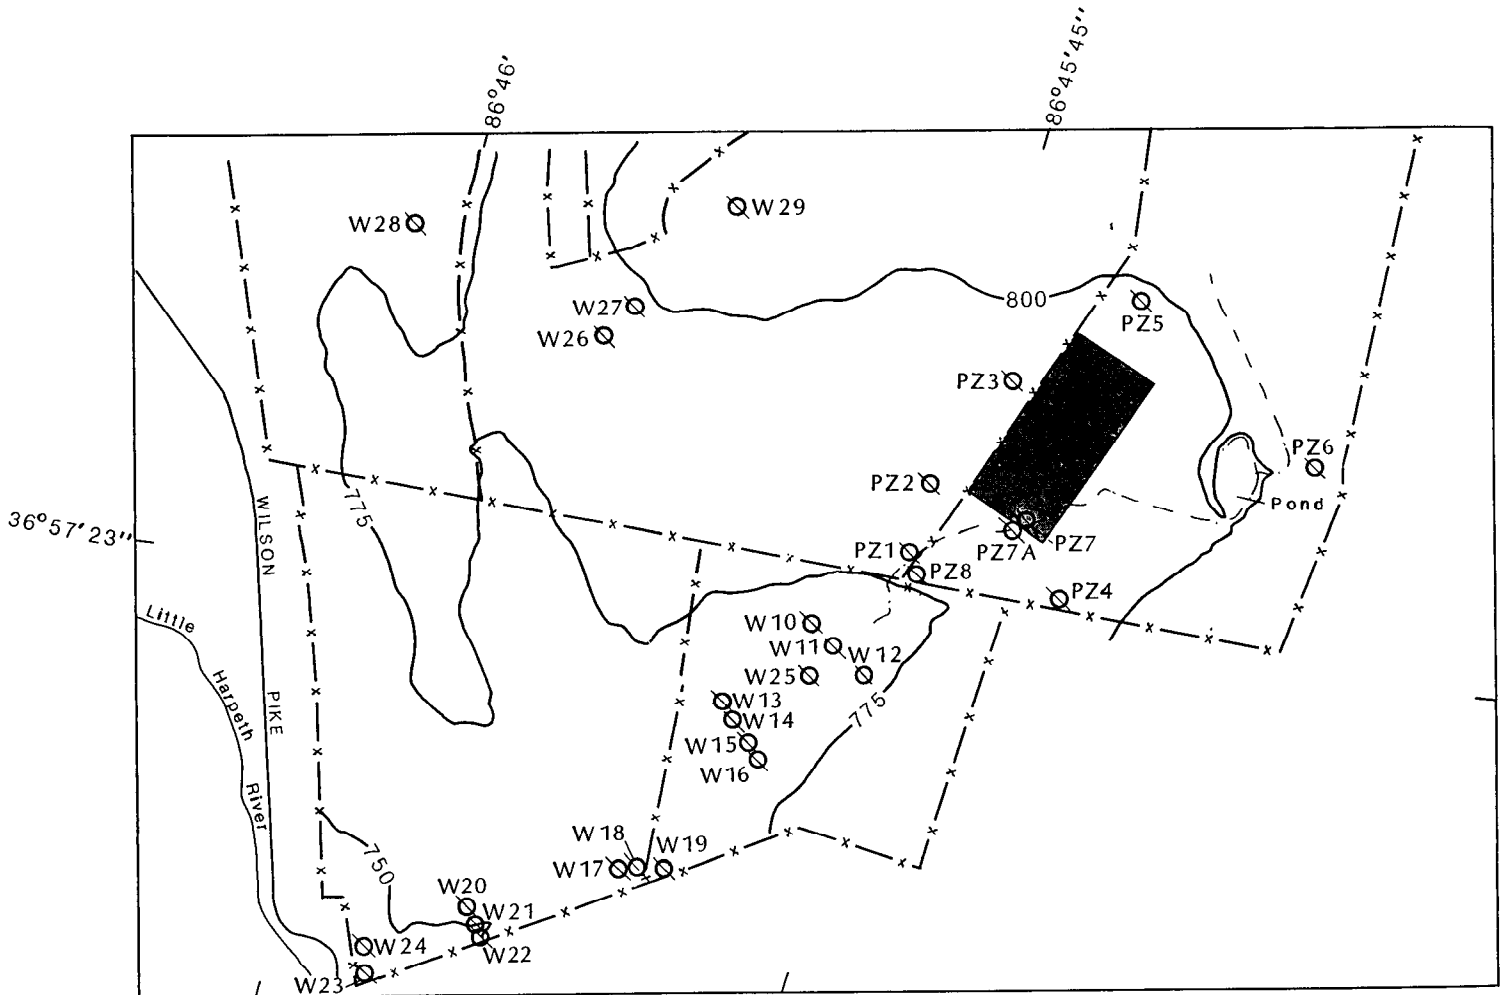 86°46'
86°45'45"
W28
W29
W27
800
W26
PZ5
PZ3
PZ6
PZ2
775
Pond
36°57'23"
WILSON
PIKE
PZ1
PZ7A
PZ7
PZ8
PZ4
Little
Harpeth
River
W10
W11
W12
W25
W13
W14
775
W15
W16
W18
W19
W17
750
W20
W21
W24
W22
W23